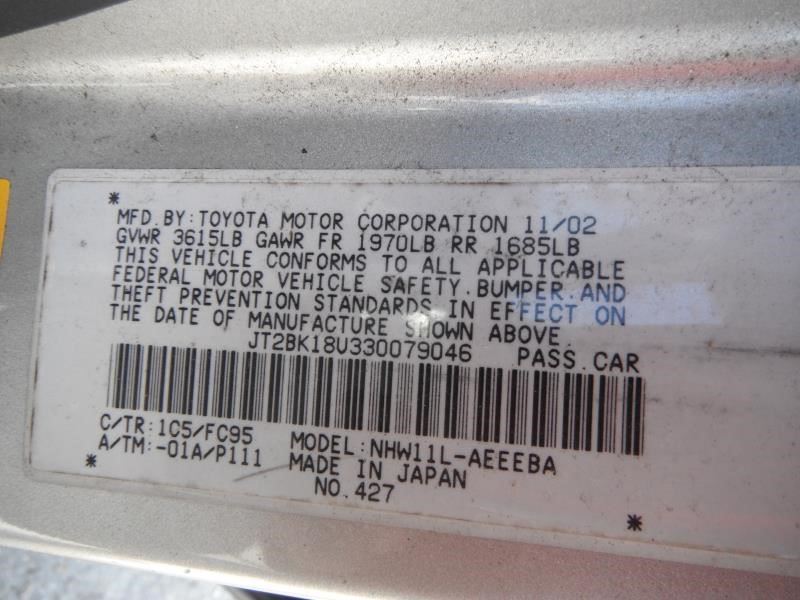 *
MFD.BY:TOYOTA MOTOR CORPORATION 11/02
GVWR 3615LB GAWR FR 1970LB RR 1685LB
THIS VEHICLE CONFORMS TO ALL APPLICABLE
FEDERAL MOTOR VEHICLE SAFETY.BUMPER.AND
THEFT PREVENTION STANDARDS IN EFFECT ON
THE DATE OF MANUFACTURE SHOWN ABOVE.
JT2BK18U330079046 PASS.CAR
C/TR:1C5/FC95 MODEL:NHW11L-AEEEBA
A/TM:-01A/P111 MADE IN JAPAN
* NO.427 *